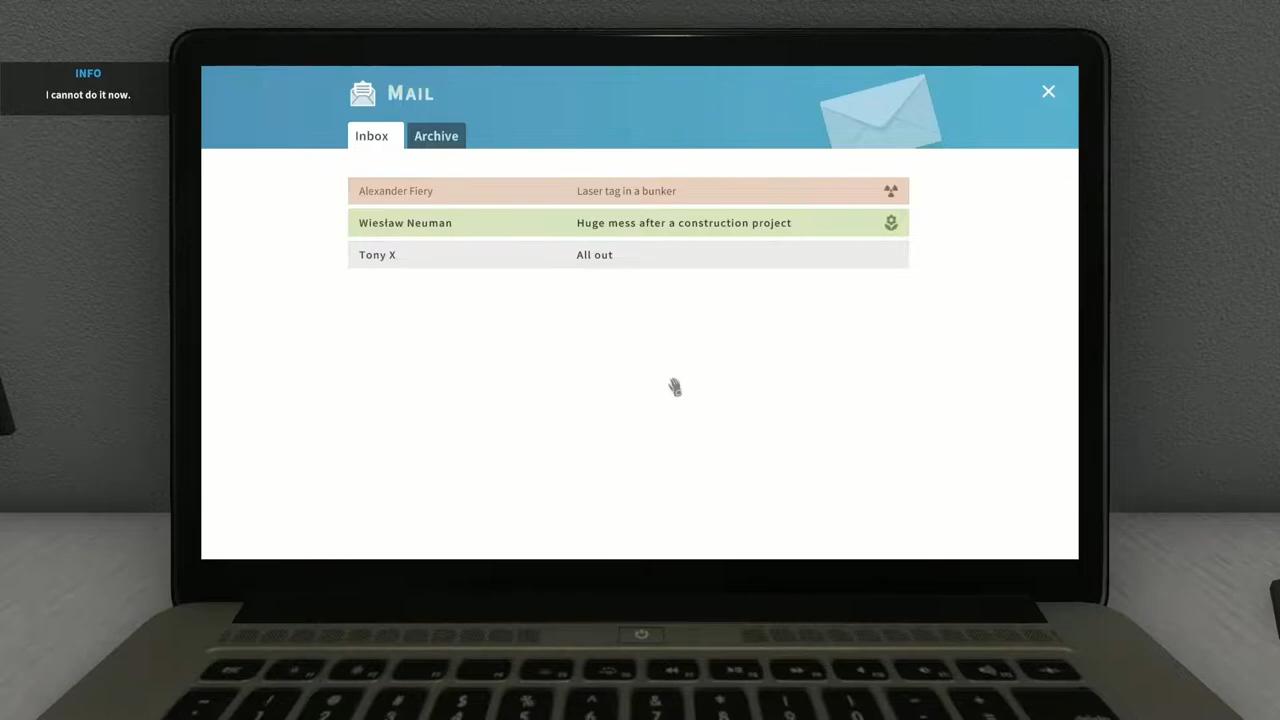 INFO
I cannot do it now.
MAIL
Inbox
Archive
Alexander Fiery
Laser tag in a bunker
Wiesław Neuman
Huge mess after a construction project
Tony X
All out